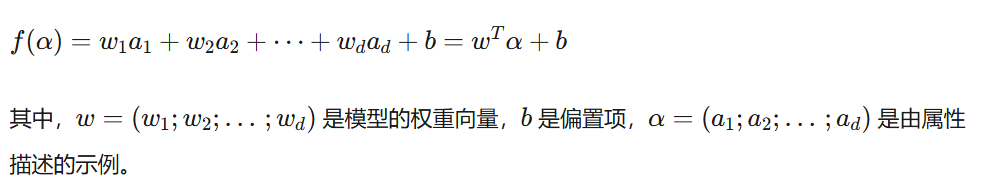 f(α) = w₁a₁ + w₂a₂ + ⋯ + w_d a_d + b = wᵀα + b
其中，w = (w₁; w₂; … ; w_d) 是模型的权重向量，b 是偏置项，α = (a₁; a₂; … ; a_d) 是由属性
描述的示例。